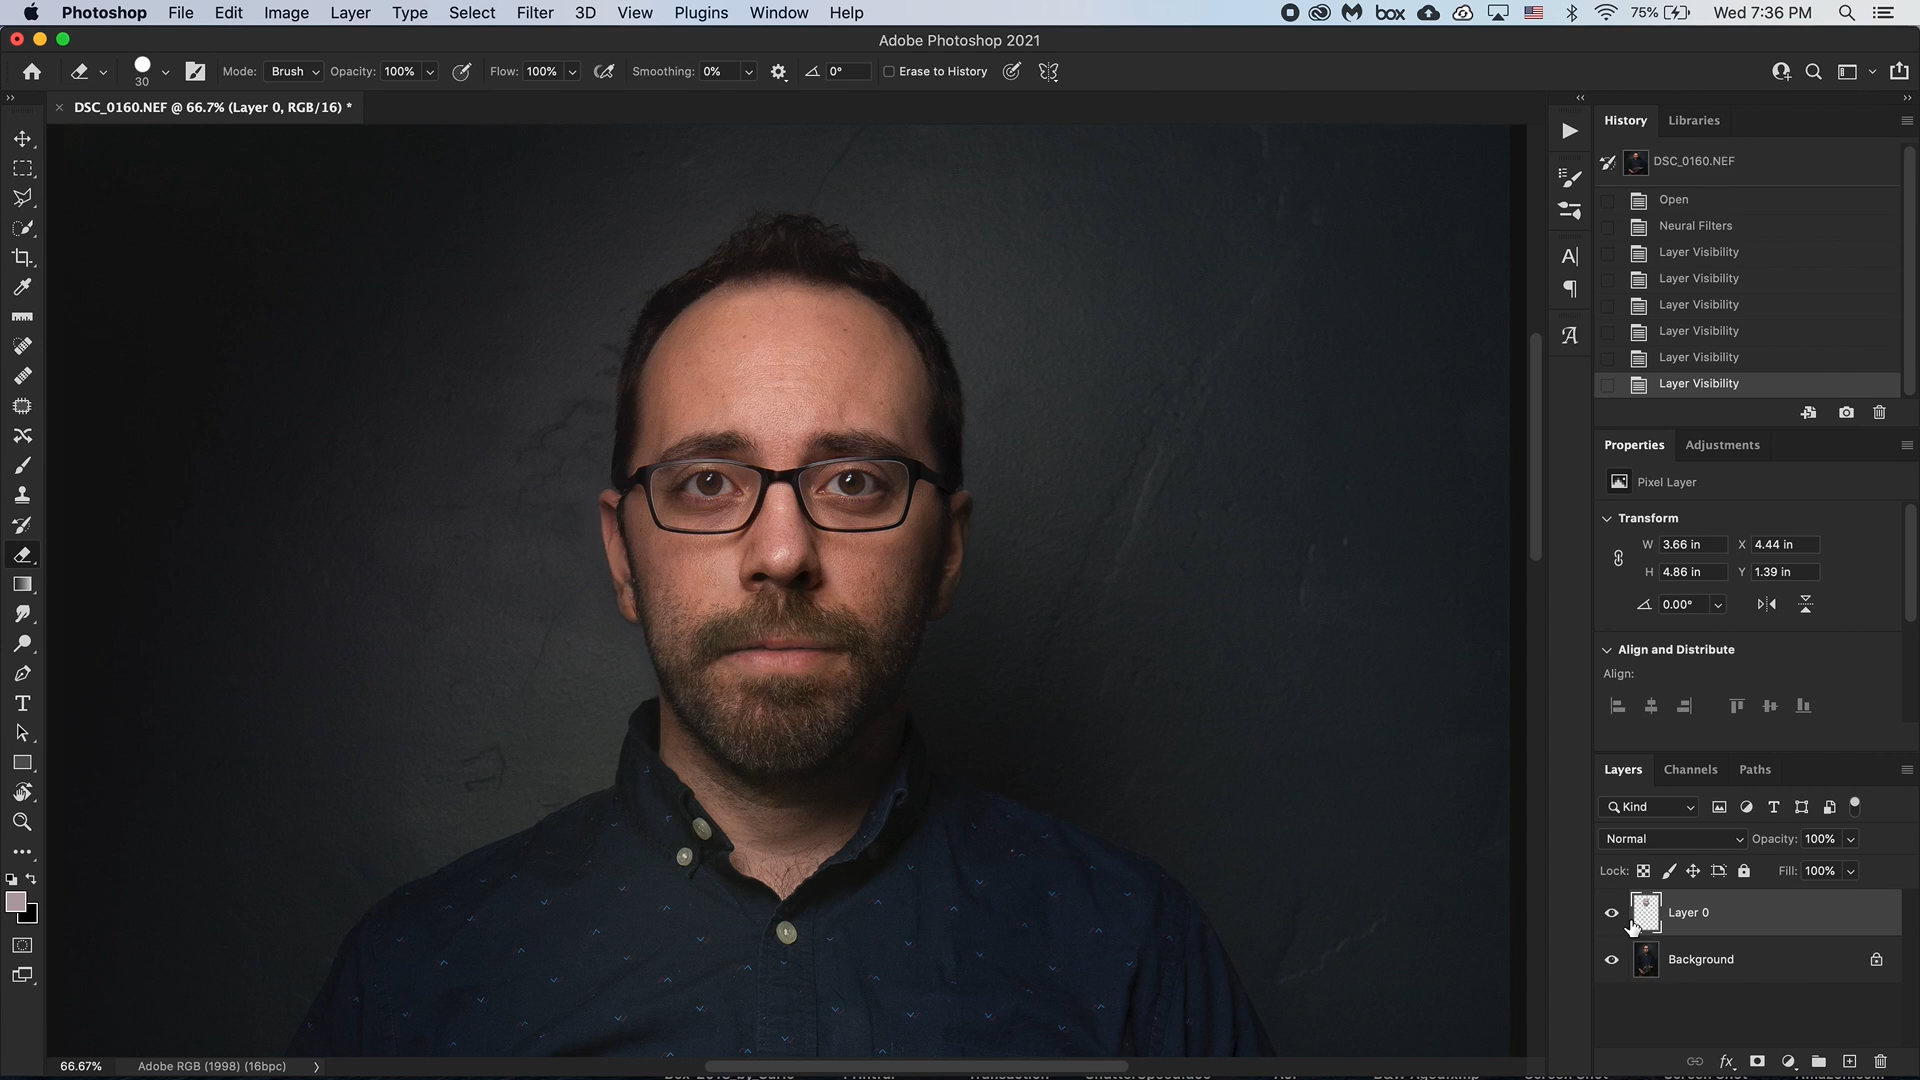 Photoshop File Edit Image Layer Type Select Filter 3D View Plugins Window Help box 75% Wed 7:36 PM
Adobe Photoshop 2021
30 Mode: Brush Opacity: 100% Flow: 100% Smoothing: 0% 0° Erase to History
DSC_0160.NEF @ 66.7% (Layer 0, RGB/16) *
History Libraries
DSC_0160.NEF
Open
Neural Filters
Layer Visibility
Layer Visibility
Layer Visibility
Layer Visibility
Layer Visibility
Layer Visibility
Properties Adjustments
Pixel Layer
Transform
W 3.66 in X 4.44 in
H 4.86 in Y 1.39 in
0.00°
Align and Distribute
Align:
Layers Channels Paths
Kind
Normal Opacity: 100%
Lock: Fill: 100%
Layer 0
Background
66.67% Adobe RGB (1998) (16bpc)